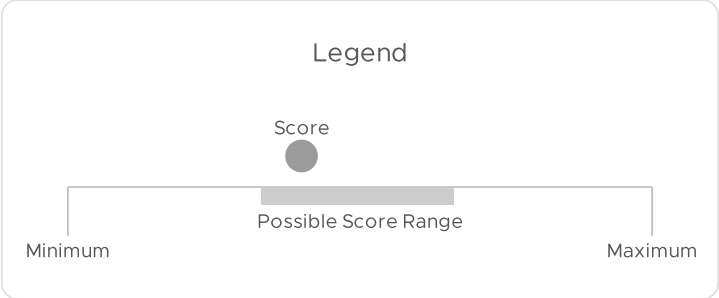 Legend
Score
Possible Score Range
Minimum
Maximum